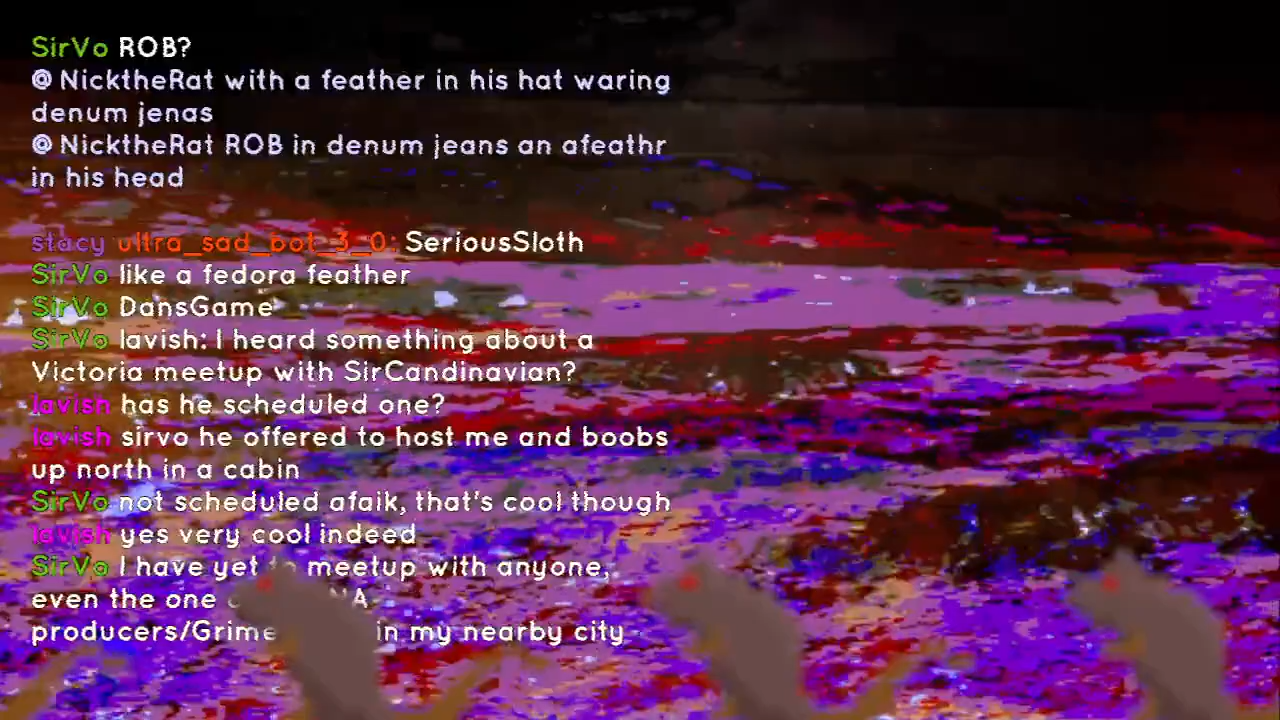 SirVo ROB?
@NicktheRat with a feather in his hat waring
denum jenas
@NicktheRat ROB in denum jeans an afeathr
in his head
stacy ultra_sad_bot_3_0: SeriousSloth
SirVo like a fedora feather
SirVo DansGame
SirVo lavish: I heard something about a
Victoria meetup with SirCandinavian?
lavish has he scheduled one?
lavish sirvo he offered to host me and boobs
up north in a cabin
SirVo not scheduled afaik, that's cool though
lavish yes very cool indeed
SirVo I have yet to meetup with anyone,
even the one
producers/Grime in my nearby city